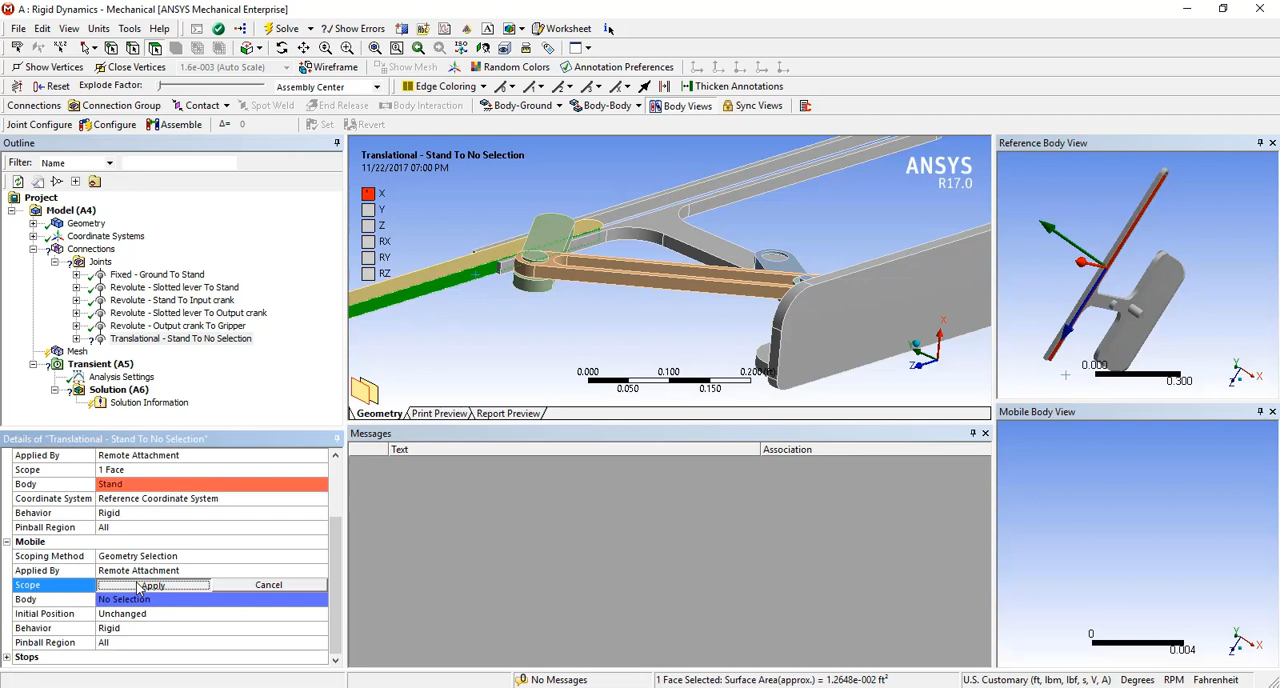 A : Rigid Dynamics - Mechanical [ANSYS Mechanical Enterprise]
File Edit View Units Tools Help Solve ?/ Show Errors Worksheet
Show Vertices Close Vertices 1.6e-003 (Auto Scale) Wireframe Show Mesh Random Colors Annotation Preferences
Reset Explode Factor: Assembly Center Edge Coloring Thicken Annotations
Connections Connection Group Contact Spot Weld End Release Body Interaction Body-Ground Body-Body Body Views Sync Views
Joint Configure Configure Assemble Δ= 0 Set Revert
Outline
Filter: Name
Project
Model (A4)
Geometry
Coordinate Systems
Connections
Joints
Fixed - Ground To Stand
Revolute - Slotted lever To Stand
Revolute - Stand To Input crank
Revolute - Slotted lever To Output crank
Revolute - Output crank To Gripper
Translational - Stand To No Selection
Mesh
Transient (A5)
Analysis Settings
Solution (A6)
Solution Information
Details of "Translational - Stand To No Selection"
Applied By Remote Attachment
Scope 1 Face
Body Stand
Coordinate System Reference Coordinate System
Behavior Rigid
Pinball Region All
Mobile
Scoping Method Geometry Selection
Applied By Remote Attachment
Scope Apply Cancel
Body No Selection
Initial Position Unchanged
Behavior Rigid
Pinball Region All
Stops
Translational - Stand To No Selection
11/22/2017 07:00 PM
X
Y
Z
RX
RY
RZ
ANSYS
R17.0
0.000 0.100 0.200
0.050 0.150
X
Z
Geometry Print Preview Report Preview
Messages
Text Association
Reference Body View
0.000
0.300
Y
X
Z
Mobile Body View
0
0.004
Y
X
Z
No Messages 1 Face Selected: Surface Area(approx.) = 1.2648e-002 ft² U.S. Customary (ft, lbm, lbf, s, V, A) Degrees RPM Fahrenheit